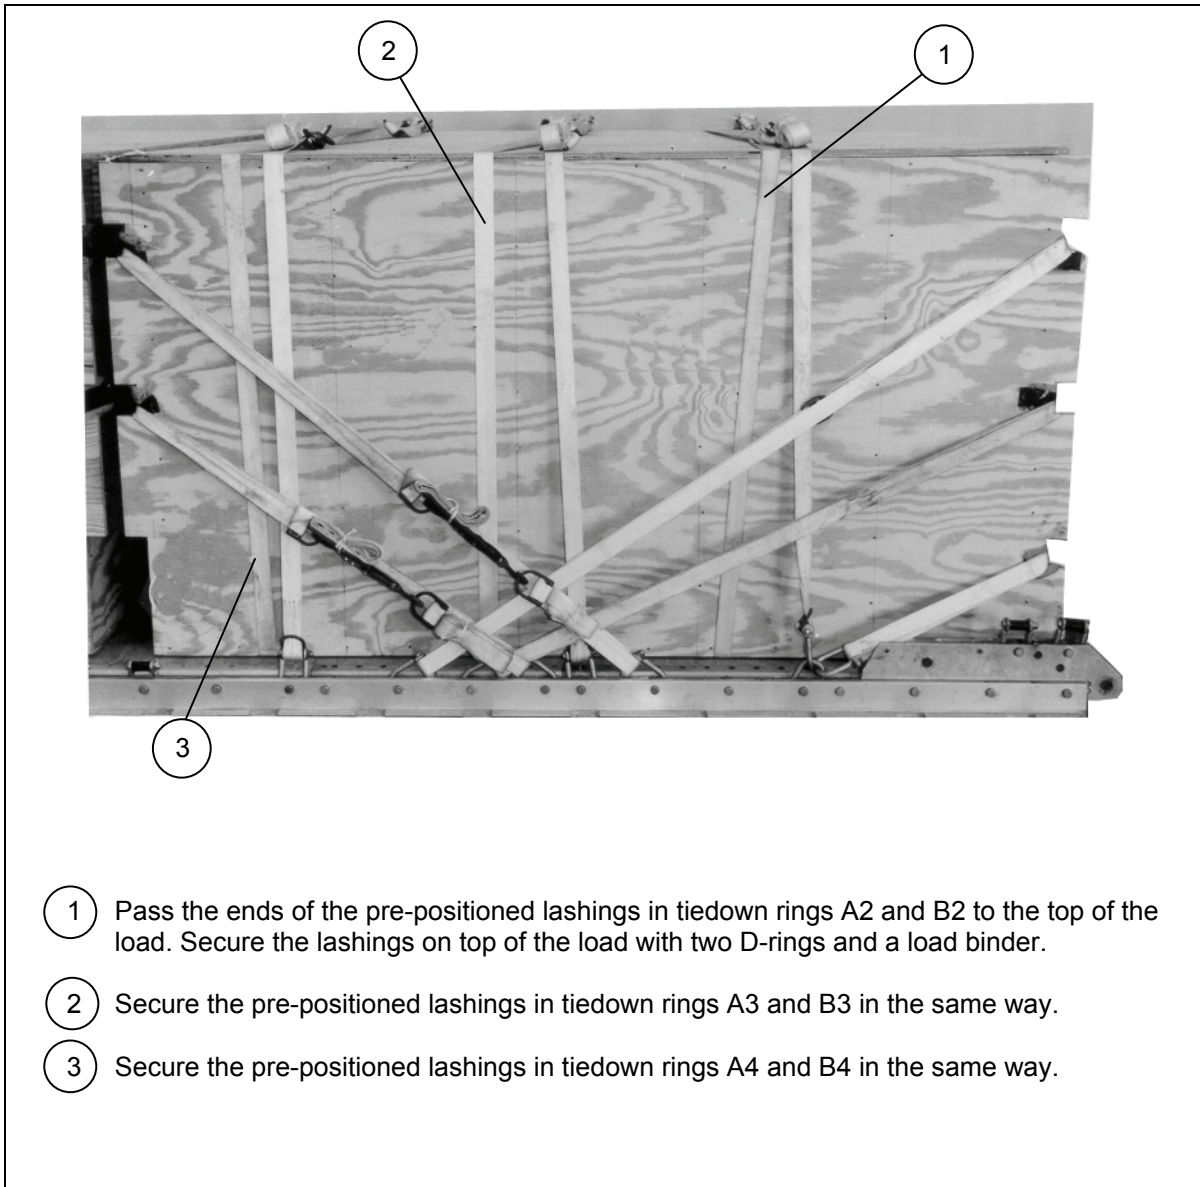 2
1
3
1 Pass the ends of the pre-positioned lashings in tiedown rings A2 and B2 to the top of the
load. Secure the lashings on top of the load with two D-rings and a load binder.
2 Secure the pre-positioned lashings in tiedown rings A3 and B3 in the same way.
3 Secure the pre-positioned lashings in tiedown rings A4 and B4 in the same way.